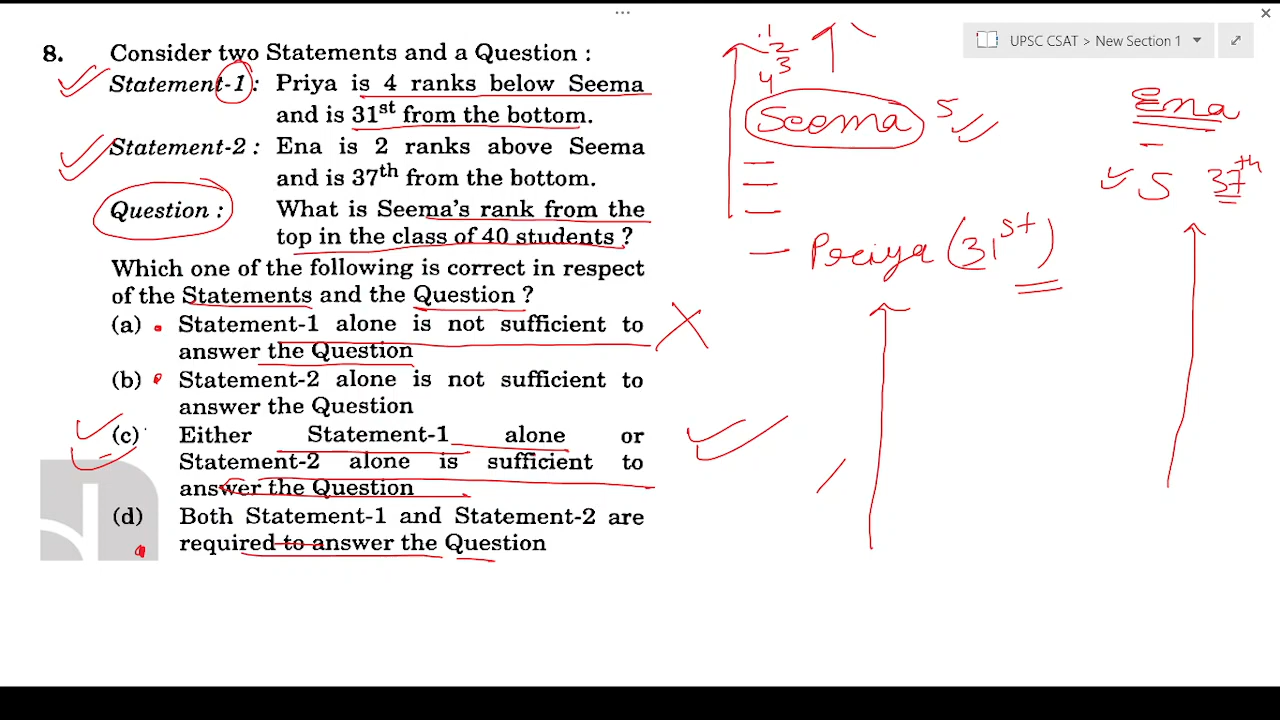 ...
UPSC CSAT > New Section 1
8. Consider two Statements and a Question :
Statement-1 : Priya is 4 ranks below Seema
and is 31st from the bottom.
Statement-2 : Ena is 2 ranks above Seema
and is 37th from the bottom.
Question : What is Seema's rank from the
top in the class of 40 students ?
Which one of the following is correct in respect
of the Statements and the Question ?
(a) Statement-1 alone is not sufficient to
answer the Question
(b) Statement-2 alone is not sufficient to
answer the Question
(c) Either Statement-1 alone or
Statement-2 alone is sufficient to
answer the Question
(d) Both Statement-1 and Statement-2 are
required to answer the Question
1
2
3
4
Seema 5
Preiya (31st)
Ena
5 37th